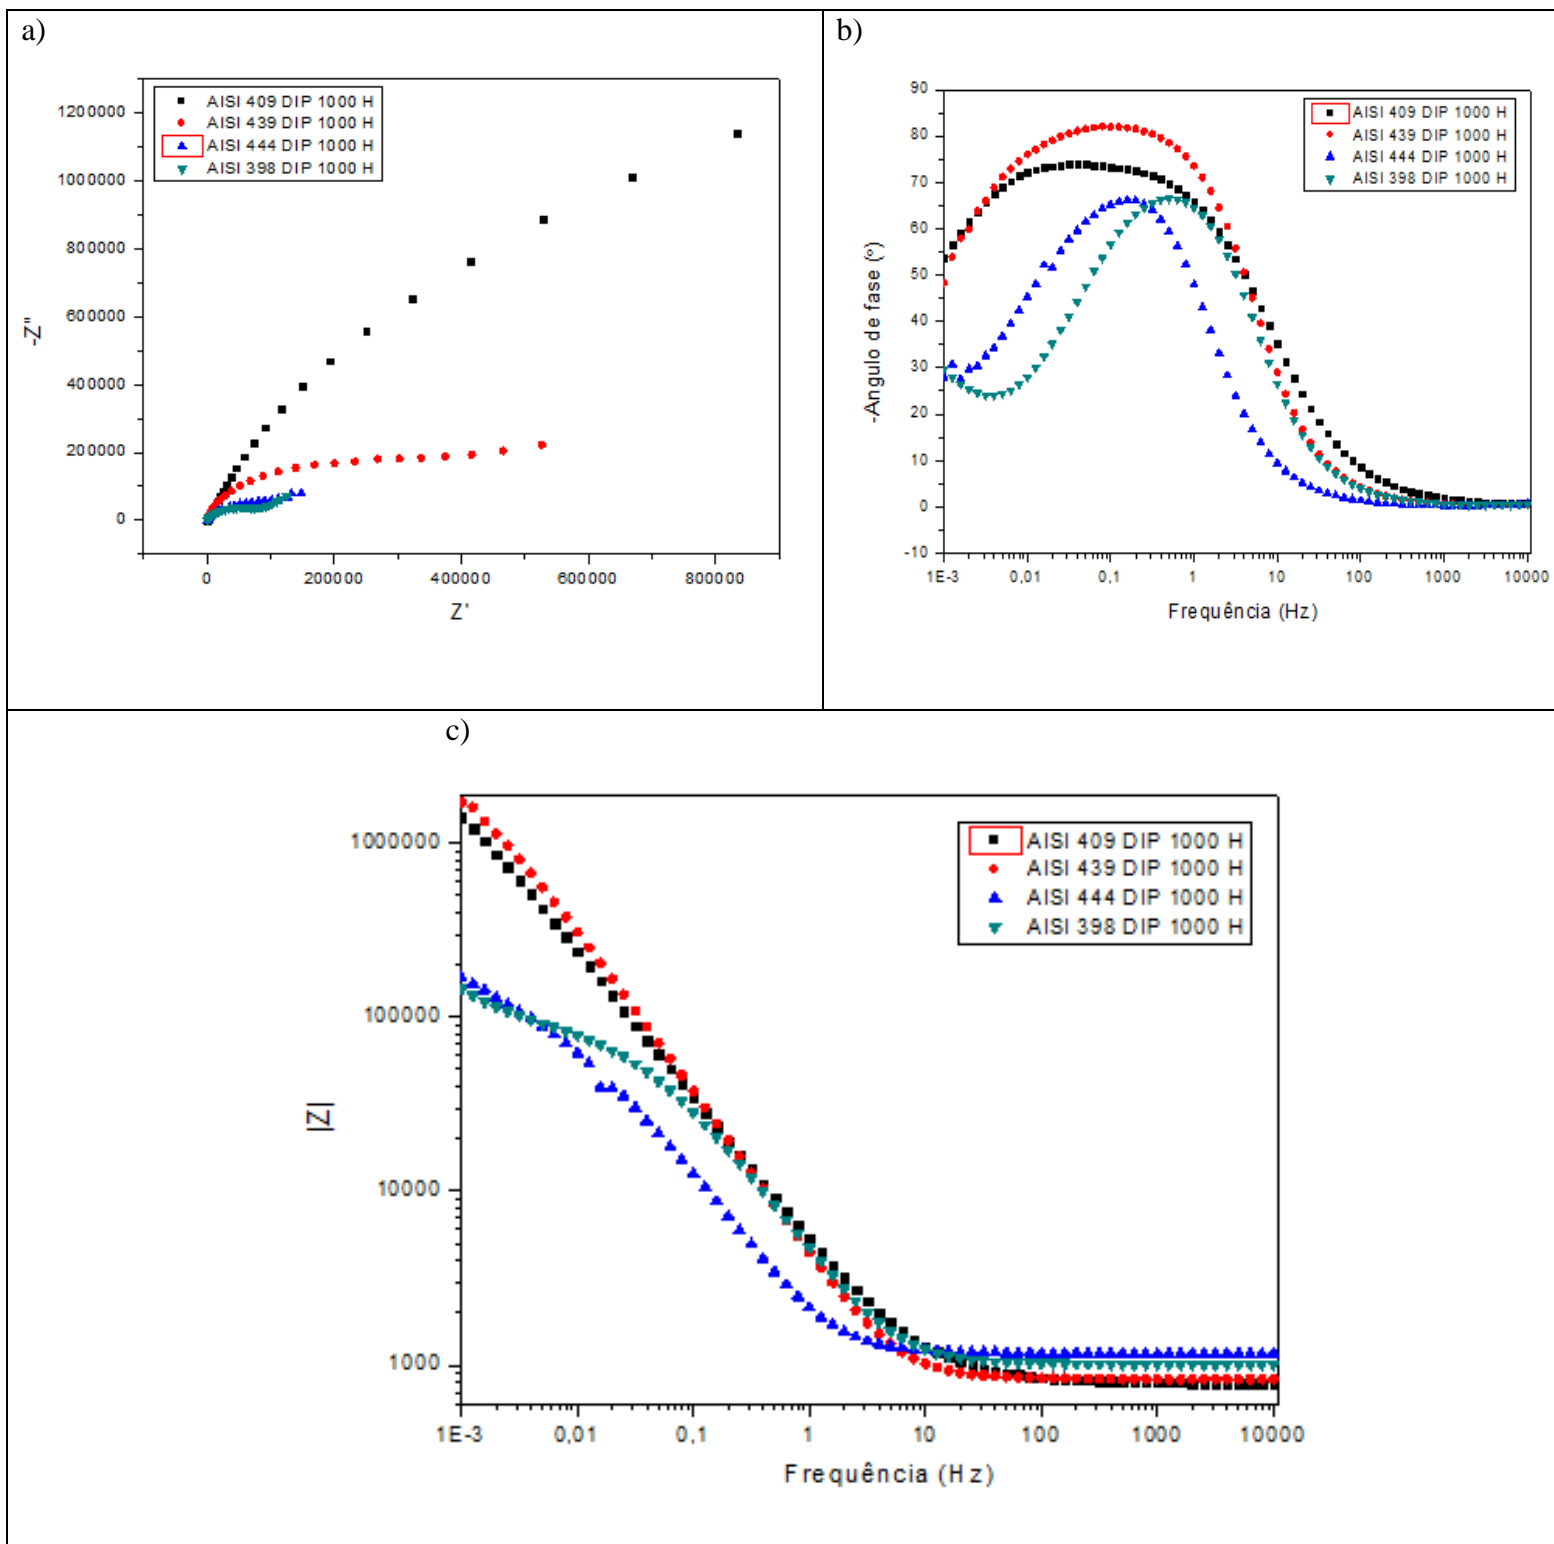 a)
AISI 409 DIP 1000 H
AISI 439 DIP 1000 H
AISI 444 DIP 1000 H
AISI 398 DIP 1000 H
1200000
1000000
800000
600000
400000
200000
0
-Z"
0 200000 400000 600000 800000
Z'
b)
AISI 409 DIP 1000 H
AISI 439 DIP 1000 H
AISI 444 DIP 1000 H
AISI 398 DIP 1000 H
90
80
70
60
50
40
30
20
10
0
-10
-Angulo de fase (º)
1E-3 0,01 0,1 1 10 100 1000 10000
Frequência (Hz)
c)
AISI 409 DIP 1000 H
AISI 439 DIP 1000 H
AISI 444 DIP 1000 H
AISI 398 DIP 1000 H
1000000
100000
10000
1000
|Z|
1E-3 0,01 0,1 1 10 100 1000 10000
Frequência (Hz)